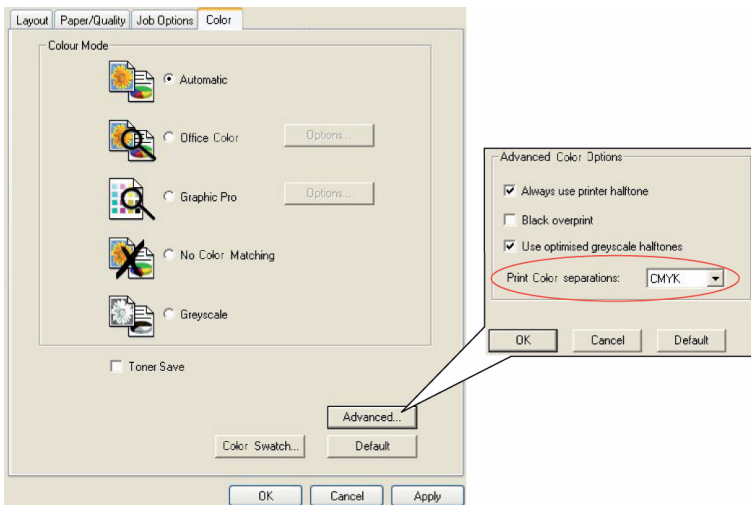 Layout Paper/Quality Job Options Color
Colour Mode
Automatic
Office Color Options...
Graphic Pro Options...
No Color Matching
Greyscale
Toner Save
Advanced...
Color Swatch... Default
OK Cancel Apply
Advanced Color Options
Always use printer halftone
Black overprint
Use optimised greyscale halftones
Print Color separations: CMYK
OK Cancel Default